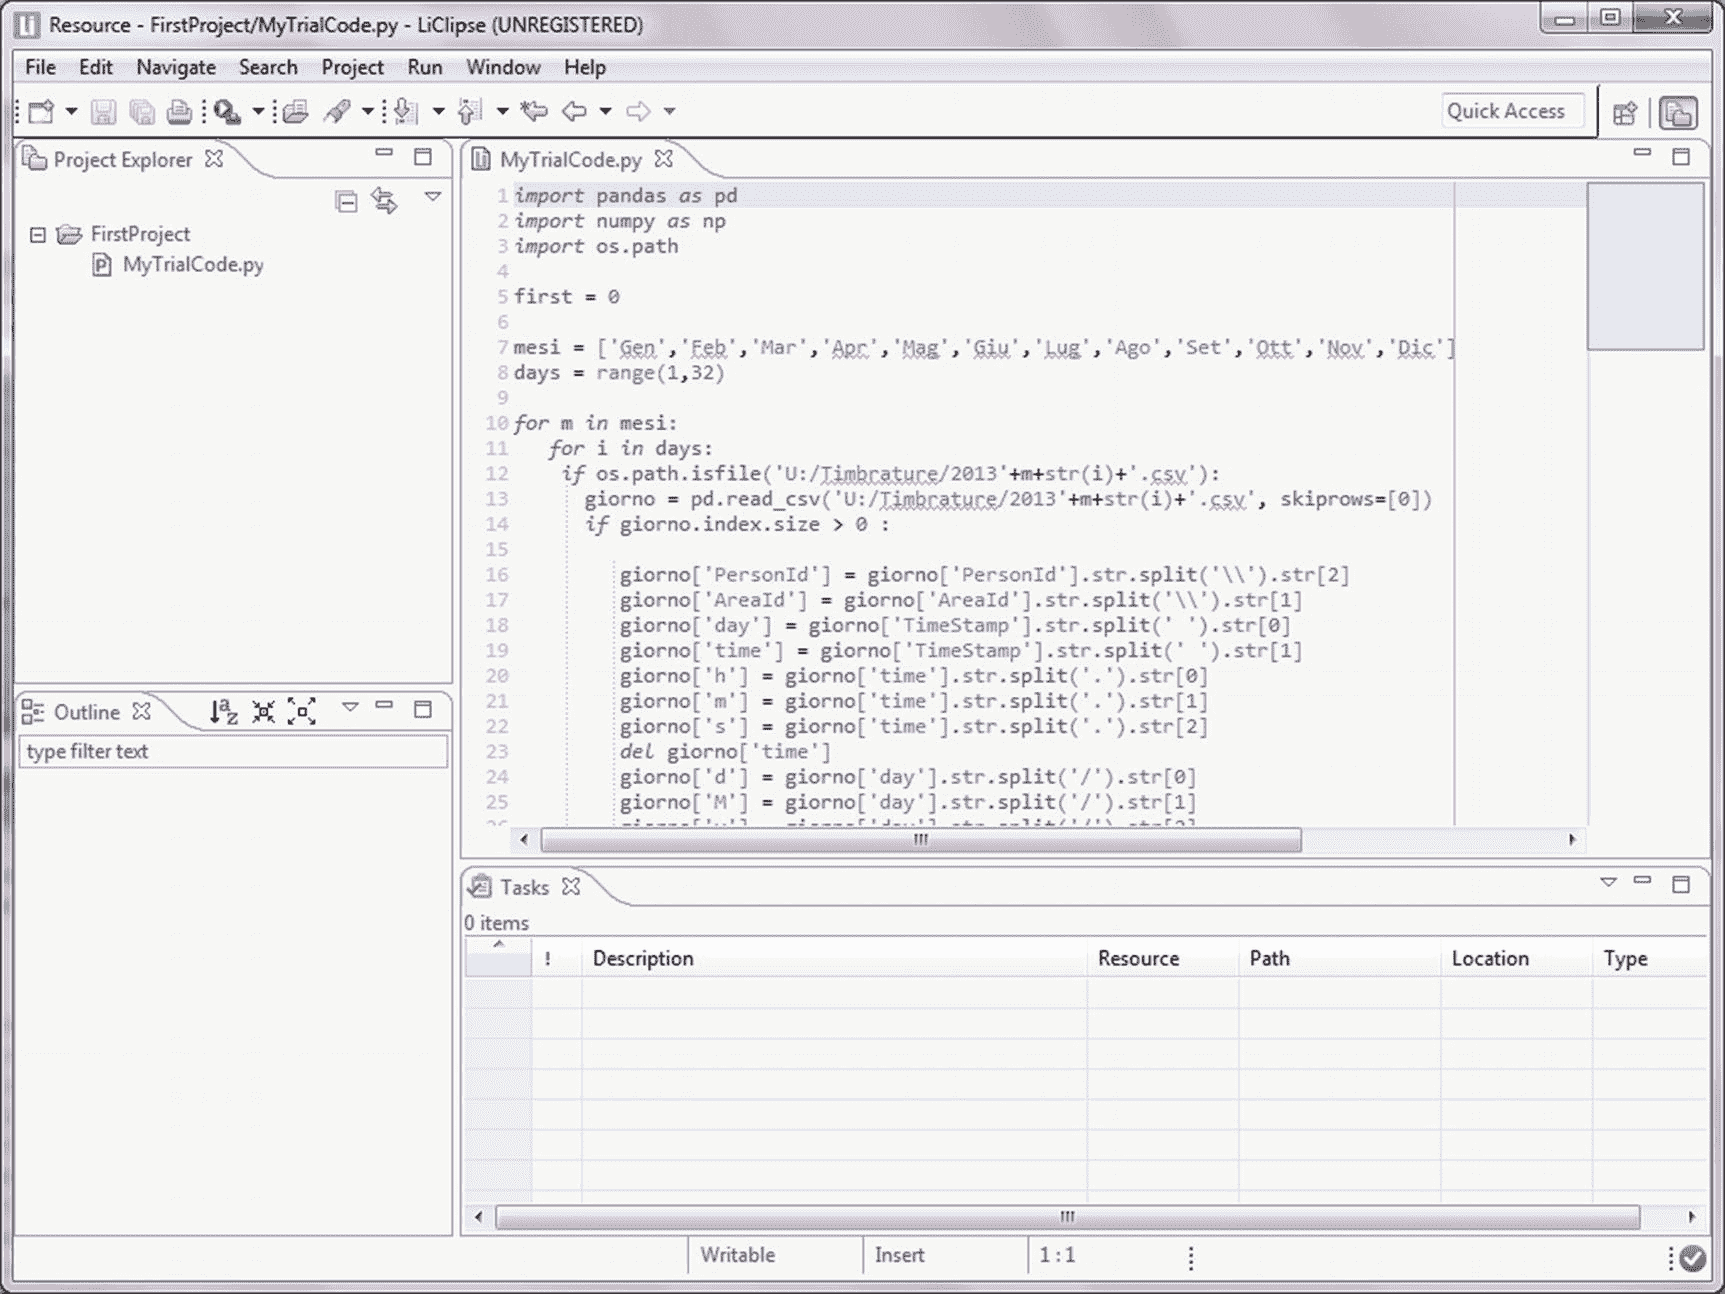 Resource - FirstProject/MyTrialCode.py - LiClipse (UNREGISTERED)
File Edit Navigate Search Project Run Window Help
Quick Access
Project Explorer
FirstProject
MyTrialCode.py
Outline
type filter text
MyTrialCode.py
1 import pandas as pd
2 import numpy as np
3 import os.path
4
5 first = 0
6
7 mesi = ['Gen','Feb','Mar','Apr','Mag','Giu','Lug','Ago','Set','Ott','Nov','Dic']
8 days = range(1,32)
9
10 for m in mesi:
11 for i in days:
12 if os.path.isfile('U:/Timbrature/2013'+m+str(i)+'.csv'):
13 giorno = pd.read_csv('U:/Timbrature/2013'+m+str(i)+'.csv', skiprows=[0])
14 if giorno.index.size > 0 :
15
16 giorno['PersonId'] = giorno['PersonId'].str.split('\\').str[2]
17 giorno['AreaId'] = giorno['AreaId'].str.split('\\').str[1]
18 giorno['day'] = giorno['TimeStamp'].str.split(' ').str[0]
19 giorno['time'] = giorno['TimeStamp'].str.split(' ').str[1]
20 giorno['h'] = giorno['time'].str.split('.').str[0]
21 giorno['m'] = giorno['time'].str.split('.').str[1]
22 giorno['s'] = giorno['time'].str.split('.').str[2]
23 del giorno['time']
24 giorno['d'] = giorno['day'].str.split('/').str[0]
25 giorno['M'] = giorno['day'].str.split('/').str[1]
Tasks
0 items
! Description Resource Path Location Type
Writable Insert 1:1